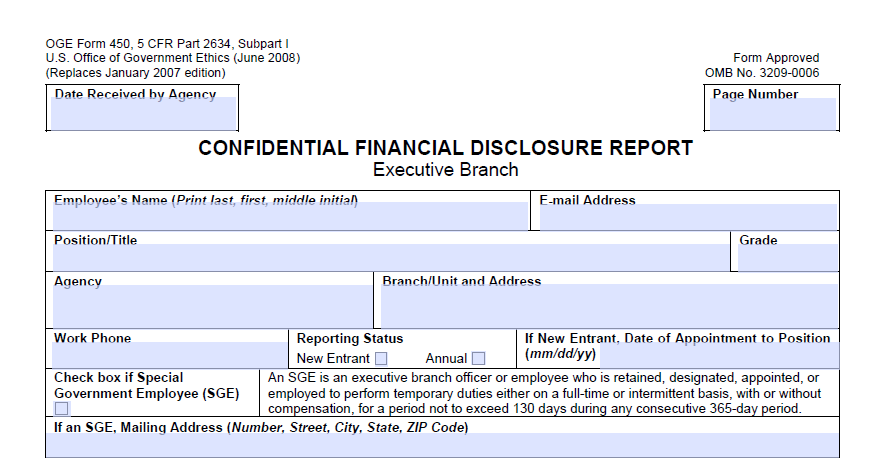 OGE Form 450, 5 CFR Part 2634, Subpart I
U.S. Office of Government Ethics (June 2008)
(Replaces January 2007 edition)
Form Approved
OMB No. 3209-0006
Date Received by Agency
Page Number
CONFIDENTIAL FINANCIAL DISCLOSURE REPORT
Executive Branch
Employee's Name (Print last, first, middle initial)
E-mail Address
Position/Title
Grade
Agency
Branch/Unit and Address
Work Phone
Reporting Status
New Entrant
Annual
If New Entrant, Date of Appointment to Position
(mm/dd/yy)
Check box if Special
Government Employee (SGE)
An SGE is an executive branch officer or employee who is retained, designated, appointed, or
employed to perform temporary duties either on a full-time or intermittent basis, with or without
compensation, for a period not to exceed 130 days during any consecutive 365-day period.
If an SGE, Mailing Address (Number, Street, City, State, ZIP Code)